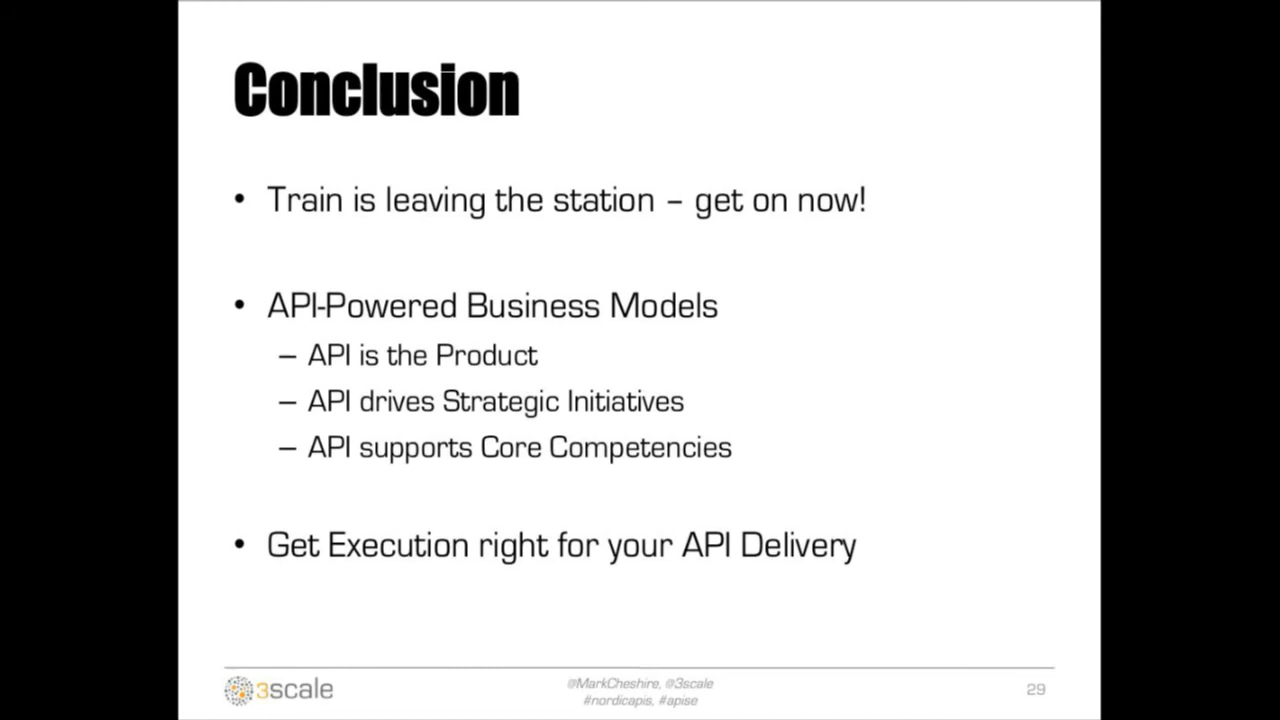 Conclusion
• Train is leaving the station – get on now!
• API-Powered Business Models
– API is the Product
– API drives Strategic Initiatives
– API supports Core Competencies
• Get Execution right for your API Delivery
3scale
@MarkCheshire, @3scale
#nordicapis, #apise
29